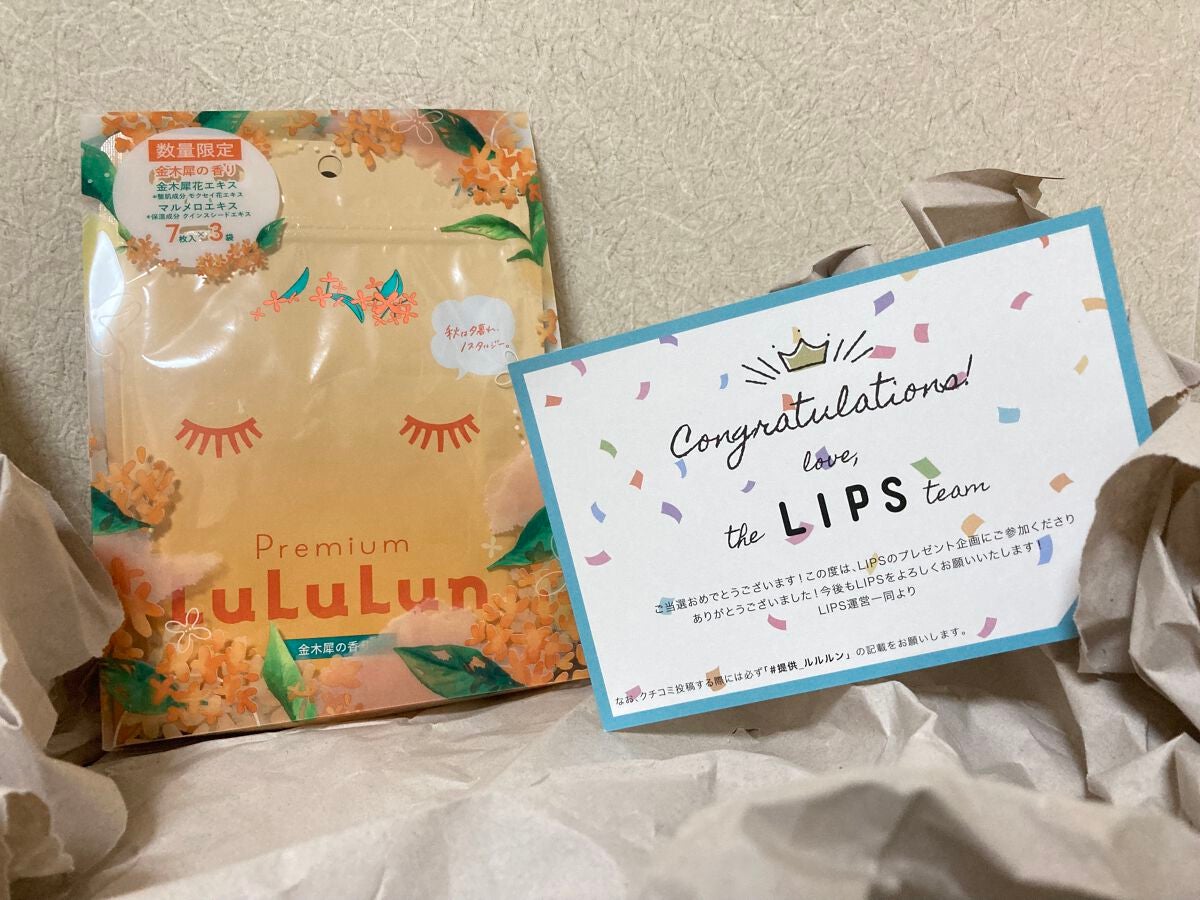 数量限定
金木犀の香り
金木犀花エキス
*整肌成分 モクセイ花エキス
マルメロエキス
*保湿成分 クインスシードエキス
7枚入×3袋
秋は夕暮れ、
ノスタルジー。
Premium
LuLuLun
金木犀の香
Congratulations!
love,
the LIPS team
ご当選おめでとうございます!この度は、LIPSのプレゼント企画にご参加くださり
ありがとうございました!今後もLIPSをよろしくお願いいたします!
LIPS運営一同より
なお、クチコミ投稿する際には必ず「#提供_ルルルン」の記載をお願いします。